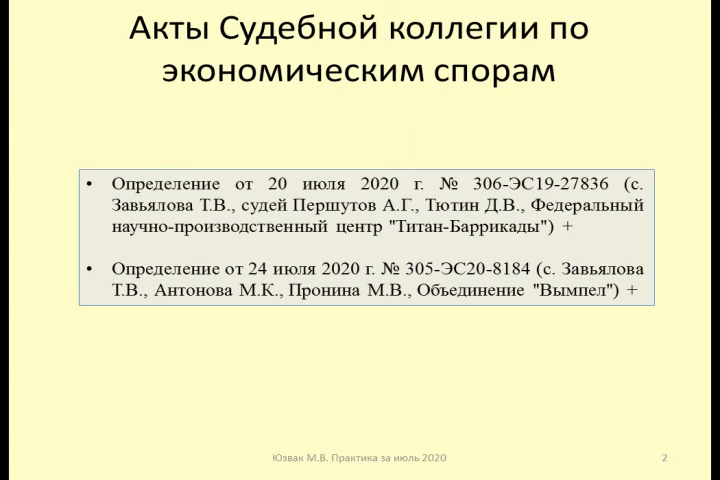 Акты Судебной коллегии по
экономическим спорам
• Определение от 20 июля 2020 г. № 306-ЭС19-27836 (с.
Завьялова Т.В., судей Першутов А.Г., Тютин Д.В., Федеральный
научно-производственный центр "Титан-Баррикады") +
• Определение от 24 июля 2020 г. № 305-ЭС20-8184 (с. Завьялова
Т.В., Антонова М.К., Пронина М.В., Объединение "Вымпел") +
Юзвак М.В. Практика за июль 2020
2